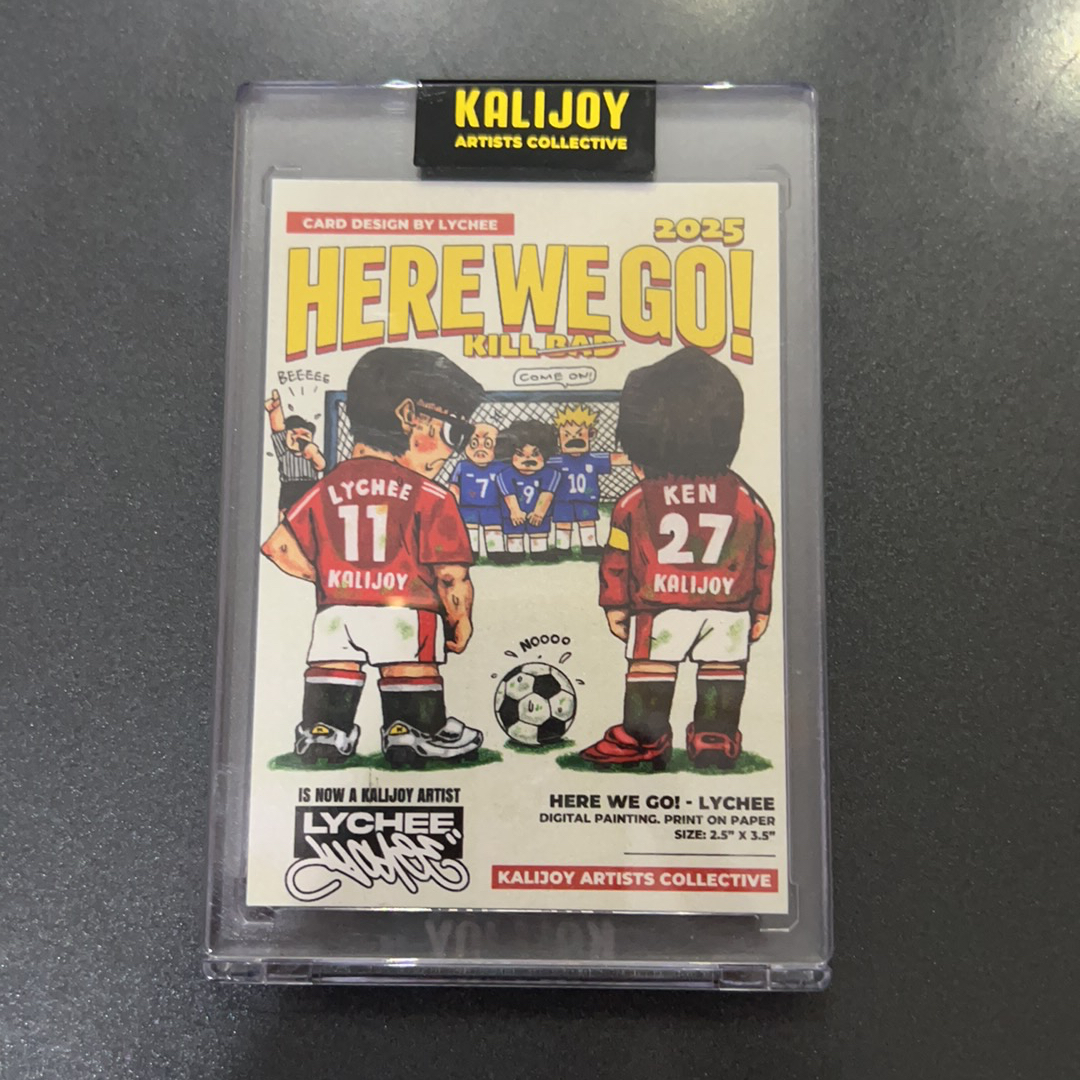 KALIJOY
ARTISTS COLLECTIVE
CARD DESIGN BY LYCHEE
2025
HERE WE GO!
KILL BAD
BEEEEE
COME ON!
LYCHEE
11
KALIJOY
7
9
10
KEN
27
KALIJOY
NOOOO
IS NOW A KALIJOY ARTIST
LYCHEE
HERE WE GO! - LYCHEE
DIGITAL PAINTING. PRINT ON PAPER
SIZE: 2.5" X 3.5"
KALIJOY ARTISTS COLLECTIVE